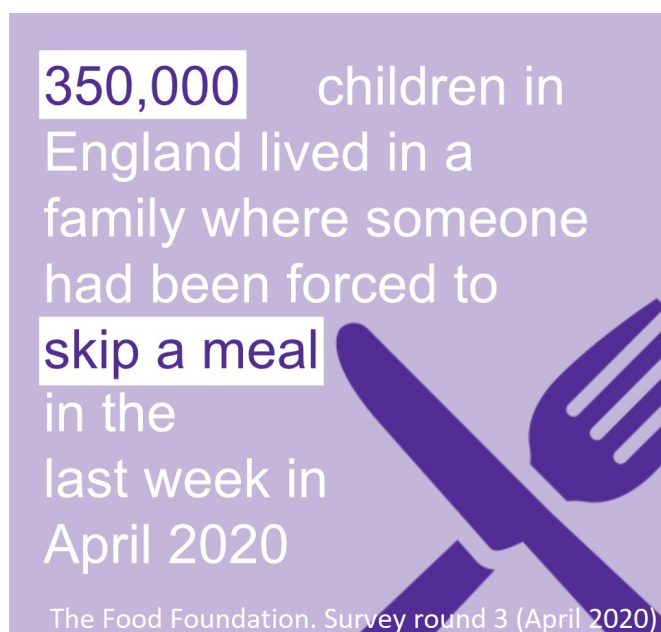 350,000 children in
England lived in a
family where someone
had been forced to
skip a meal
in the
last week in
April 2020
The Food Foundation. Survey round 3 (April 2020)